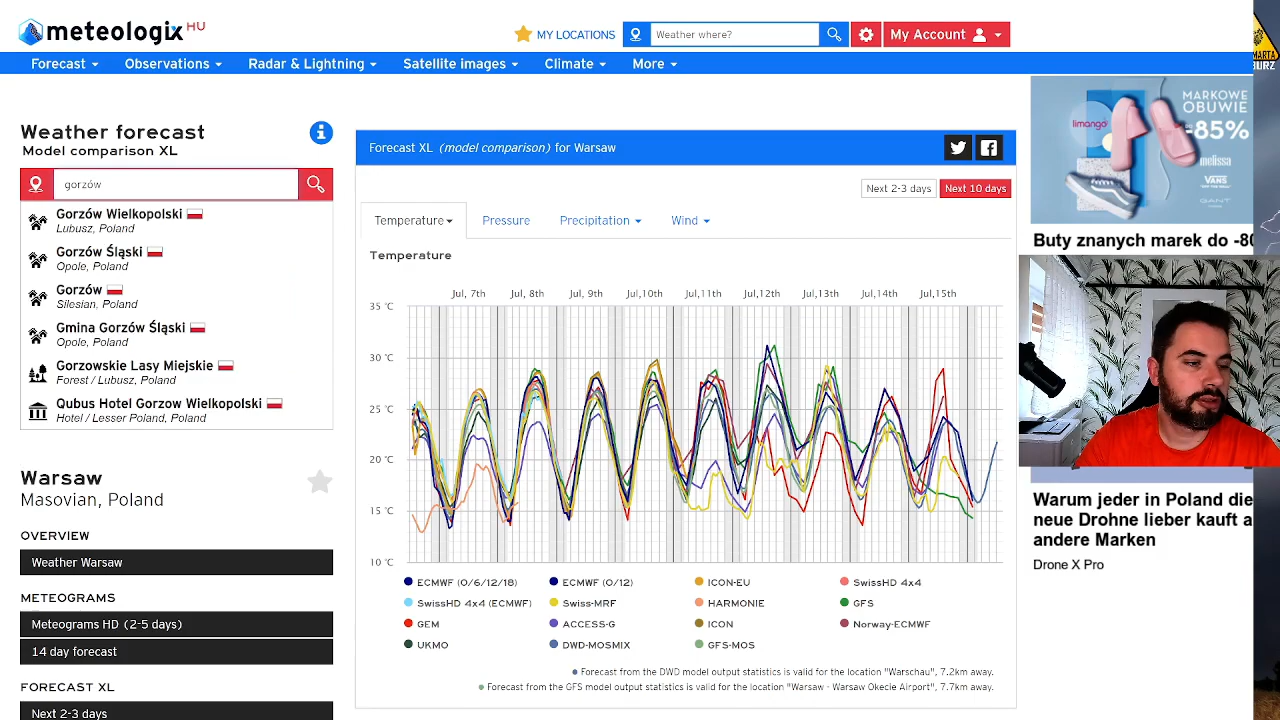 meteologix HU
MY LOCATIONS
Weather where?
My Account
Forecast
Observations
Radar & Lightning
Satellite images
Climate
More
BURZ
Weather forecast
Model comparison XL
gorzów
Gorzów Wielkopolski
Lubusz, Poland
Gorzów Śląski
Opole, Poland
Gorzów
Silesian, Poland
Gmina Gorzów Śląski
Opole, Poland
Gorzowskie Lasy Miejskie
Forest / Lubusz, Poland
Qubus Hotel Gorzow Wielkopolski
Hotel / Lesser Poland, Poland
Warsaw
Masovian, Poland
OVERVIEW
Weather Warsaw
METEOGRAMS
Meteograms HD (2-5 days)
14 day forecast
FORECAST XL
Next 2-3 days
Forecast XL (model comparison) for Warsaw
Next 2-3 days
Next 10 days
Temperature
Pressure
Precipitation
Wind
Temperature
Jul, 7th
Jul, 8th
Jul, 9th
Jul,10th
Jul,11th
Jul,12th
Jul,13th
Jul,14th
Jul,15th
35 °C
30 °C
25 °C
20 °C
15 °C
10 °C
ECMWF (0/6/12/18)
ECMWF (0/12)
ICON-EU
SwissHD 4x4
SwissHD 4x4 (ECMWF)
Swiss-MRF
HARMONIE
GFS
GEM
ACCESS-G
ICON
Norway-ECMWF
UKMO
DWD-MOSMIX
GFS-MOS
Forecast from the DWD model output statistics is valid for the location "Warschau", 7.2km away.
Forecast from the GFS model output statistics is valid for the location "Warsaw - Warsaw Okecie Airport", 7.7km away.
MARKOWE
OBUWIE
-85%
limango
melissa
VANS
"OFF THE WALL"
GIANT
Buty znanych marek do -80
Warum jeder in Poland die
neue Drohne lieber kauft a
andere Marken
Drone X Pro